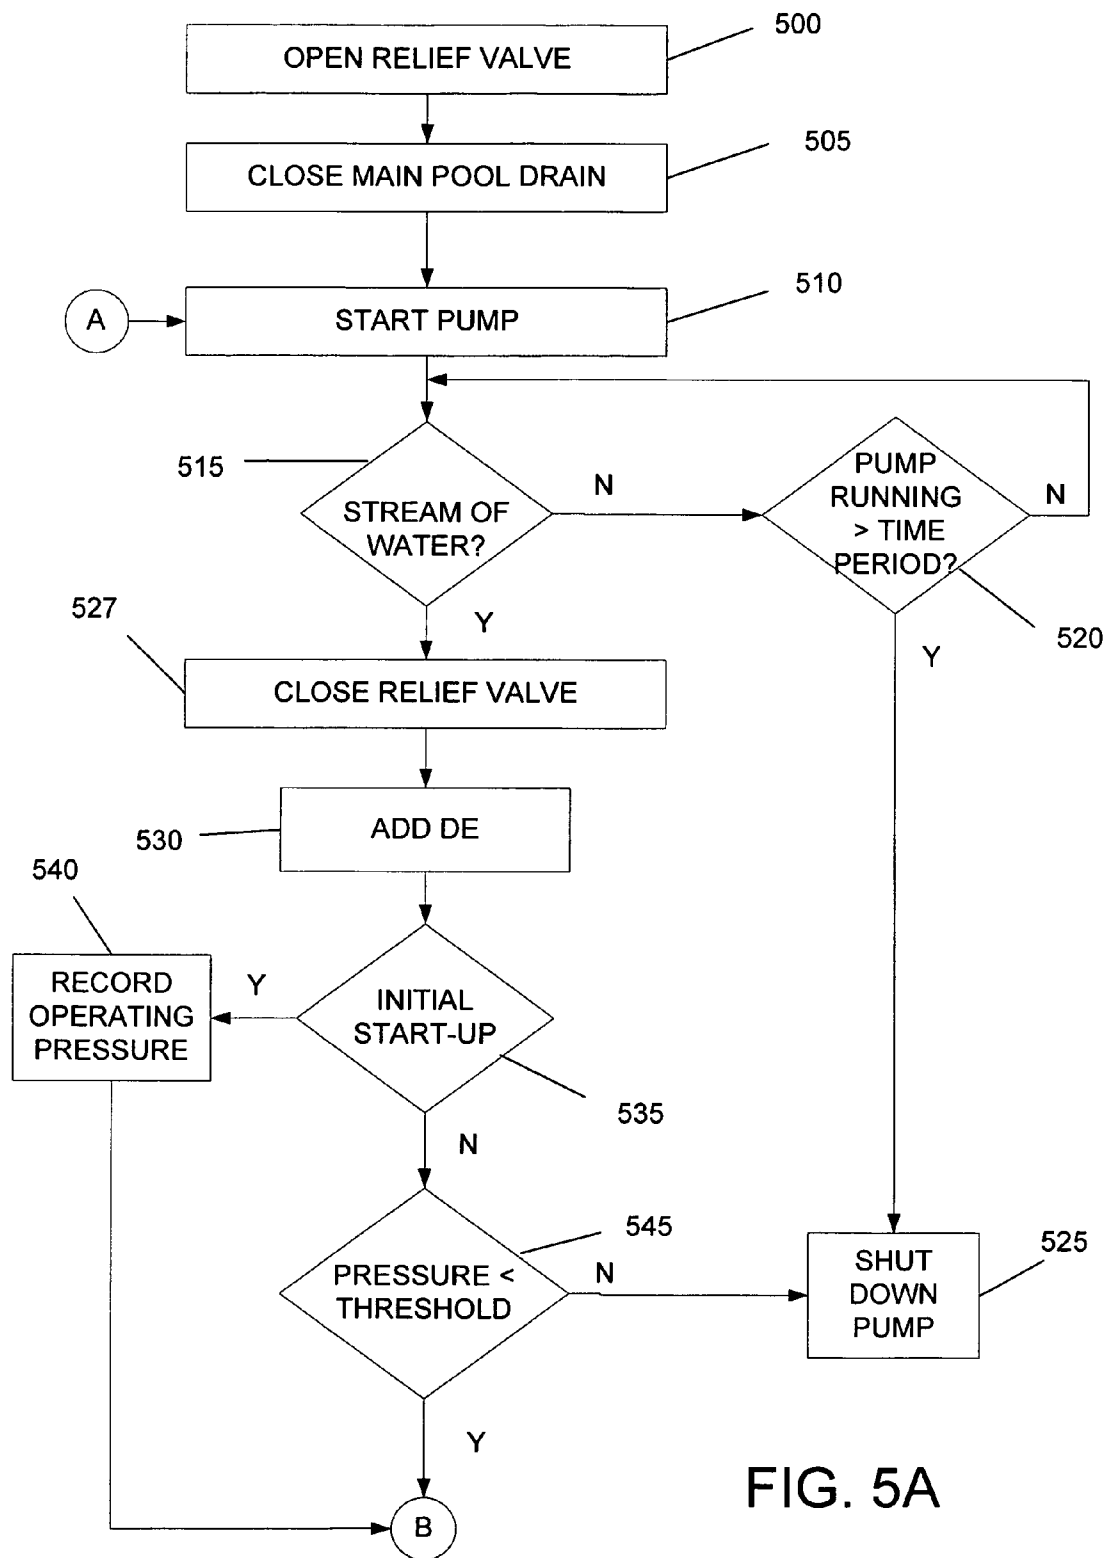 500
OPEN RELIEF VALVE
505
CLOSE MAIN POOL DRAIN
510
A
START PUMP
515
STREAM OF
WATER?
N
PUMP
RUNNING
> TIME
PERIOD?
N
520
Y
Y
527
CLOSE RELIEF VALVE
530
ADD DE
540
RECORD
OPERATING
PRESSURE
Y
INITIAL
START-UP
535
N
545
PRESSURE <
THRESHOLD
N
525
SHUT
DOWN
PUMP
Y
B
FIG. 5A